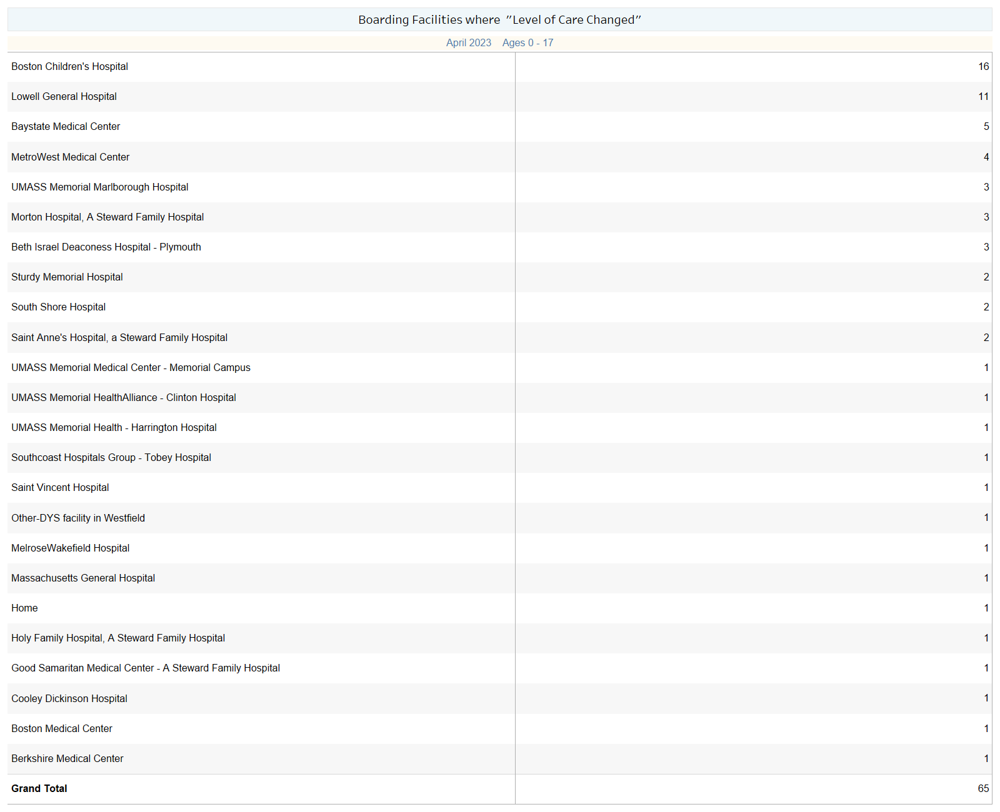 Boarding Facilities where "Level of Care Changed"
April 2023 Ages 0 - 17
Boston Children's Hospital 16
Lowell General Hospital 11
Baystate Medical Center 5
MetroWest Medical Center 4
UMASS Memorial Marlborough Hospital 3
Morton Hospital, A Steward Family Hospital 3
Beth Israel Deaconess Hospital - Plymouth 3
Sturdy Memorial Hospital 2
South Shore Hospital 2
Saint Anne's Hospital, a Steward Family Hospital 2
UMASS Memorial Medical Center - Memorial Campus 1
UMASS Memorial HealthAlliance - Clinton Hospital 1
UMASS Memorial Health - Harrington Hospital 1
Southcoast Hospitals Group - Tobey Hospital 1
Saint Vincent Hospital 1
Other-DYS facility in Westfield 1
MelroseWakefield Hospital 1
Massachusetts General Hospital 1
Home 1
Holy Family Hospital, A Steward Family Hospital 1
Good Samaritan Medical Center - A Steward Family Hospital 1
Cooley Dickinson Hospital 1
Boston Medical Center 1
Berkshire Medical Center 1
Grand Total 65